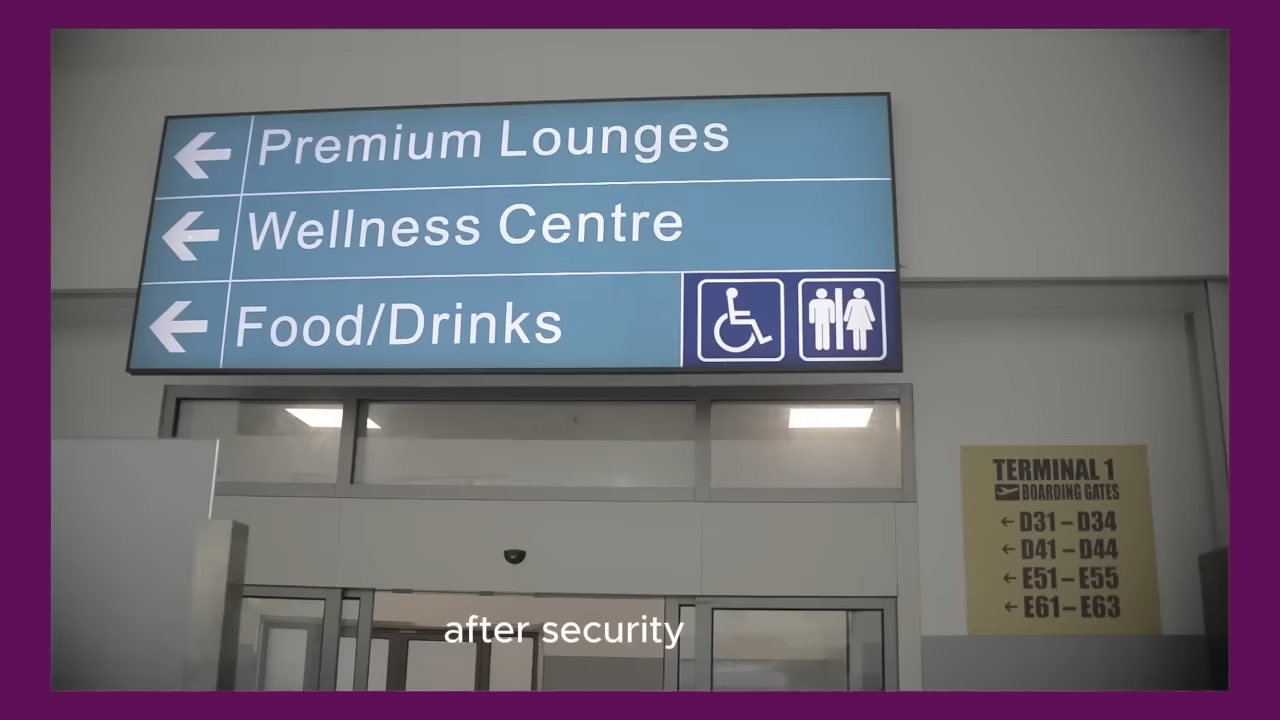 ← Premium Lounges
← Wellness Centre
← Food/Drinks
TERMINAL 1
BOARDING GATES
← D31 – D34
← D41 – D44
← E51 – E55
← E61 – E63
after security